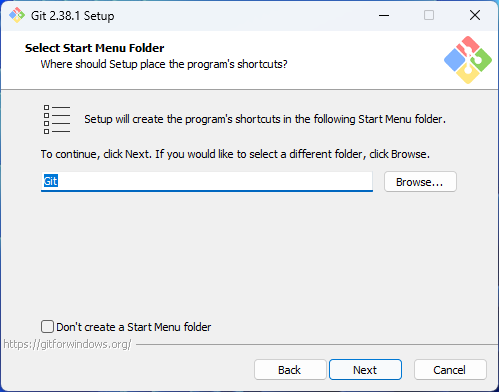 Git 2.38.1 Setup
Select Start Menu Folder
Where should Setup place the program's shortcuts?
Setup will create the program's shortcuts in the following Start Menu folder.
To continue, click Next. If you would like to select a different folder, click Browse.
Git
Browse...
Don't create a Start Menu folder
https://gitforwindows.org/
Back
Next
Cancel